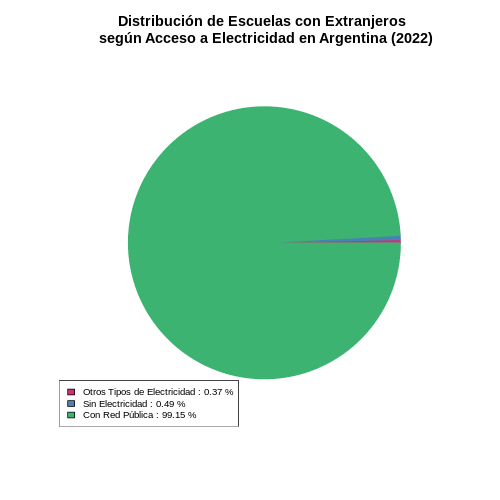 Distribución de Escuelas con Extranjeros
según Acceso a Electricidad en Argentina (2022)
Otros Tipos de Electricidad : 0.37 %
Sin Electricidad : 0.49 %
Con Red Pública : 99.15 %